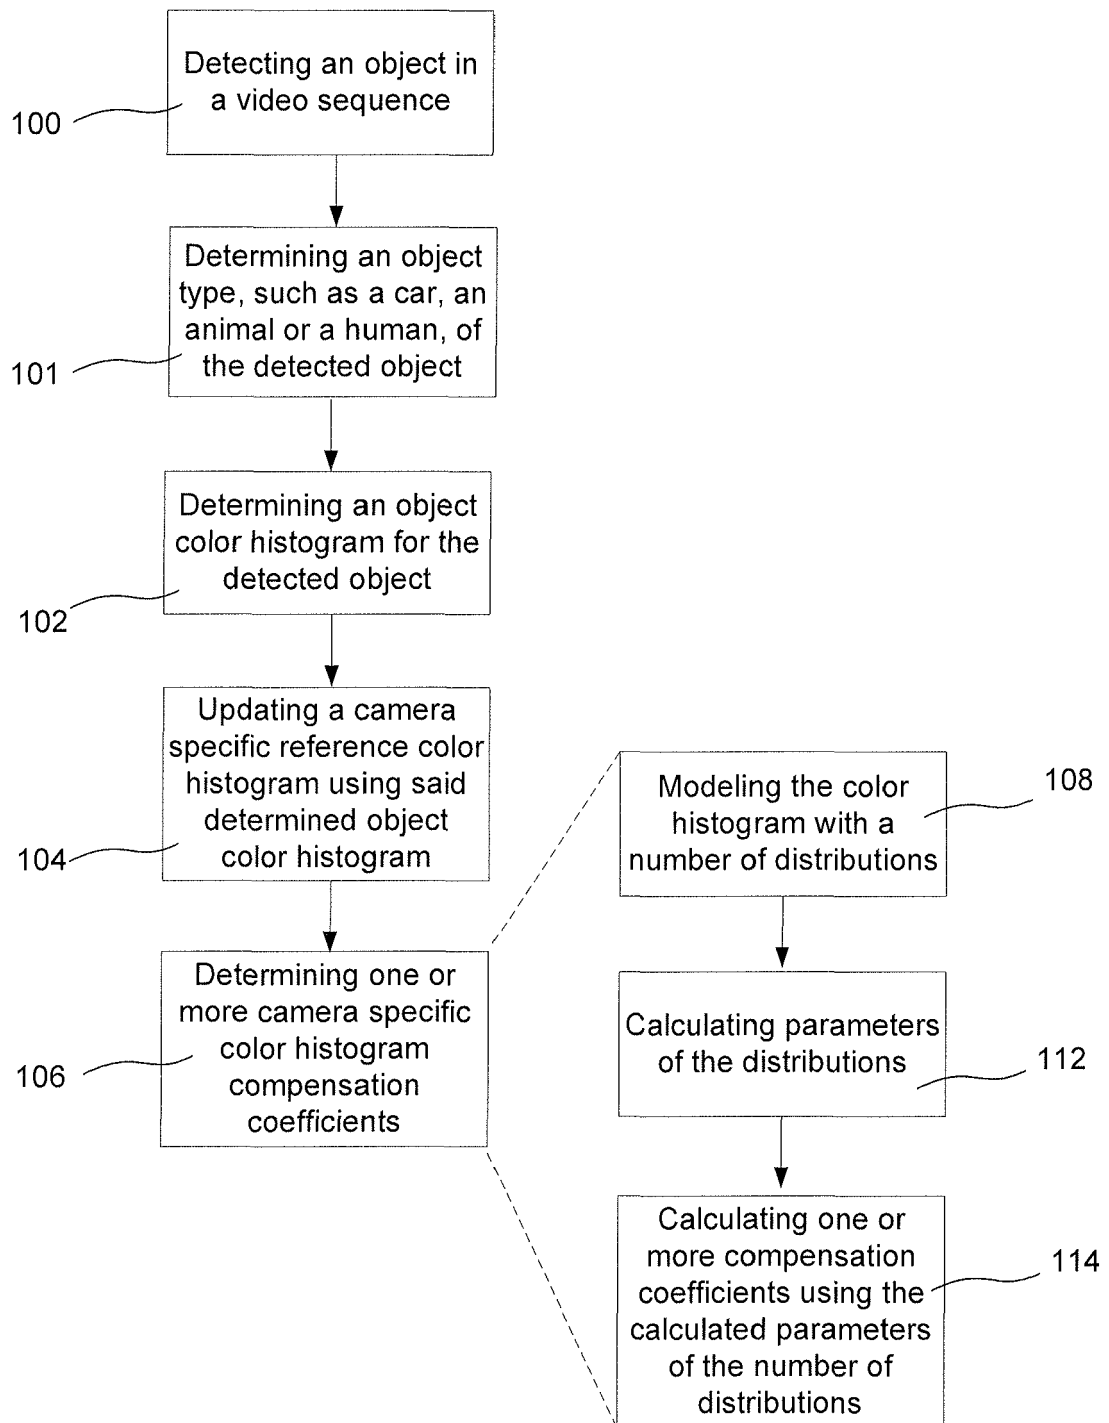 Detecting an object in
a video sequence
100
Determining an object
type, such as a car, an
animal or a human, of
the detected object
101
Determining an object
color histogram for the
detected object
102
Updating a camera
specific reference color
histogram using said
determined object
color histogram
104
Determining one or
more camera specific
color histogram
compensation
coefficients
106
Modeling the color
histogram with a
number of distributions
108
Calculating parameters
of the distributions
112
Calculating one or
more compensation
coefficients using the
calculated parameters
of the number of
distributions
114